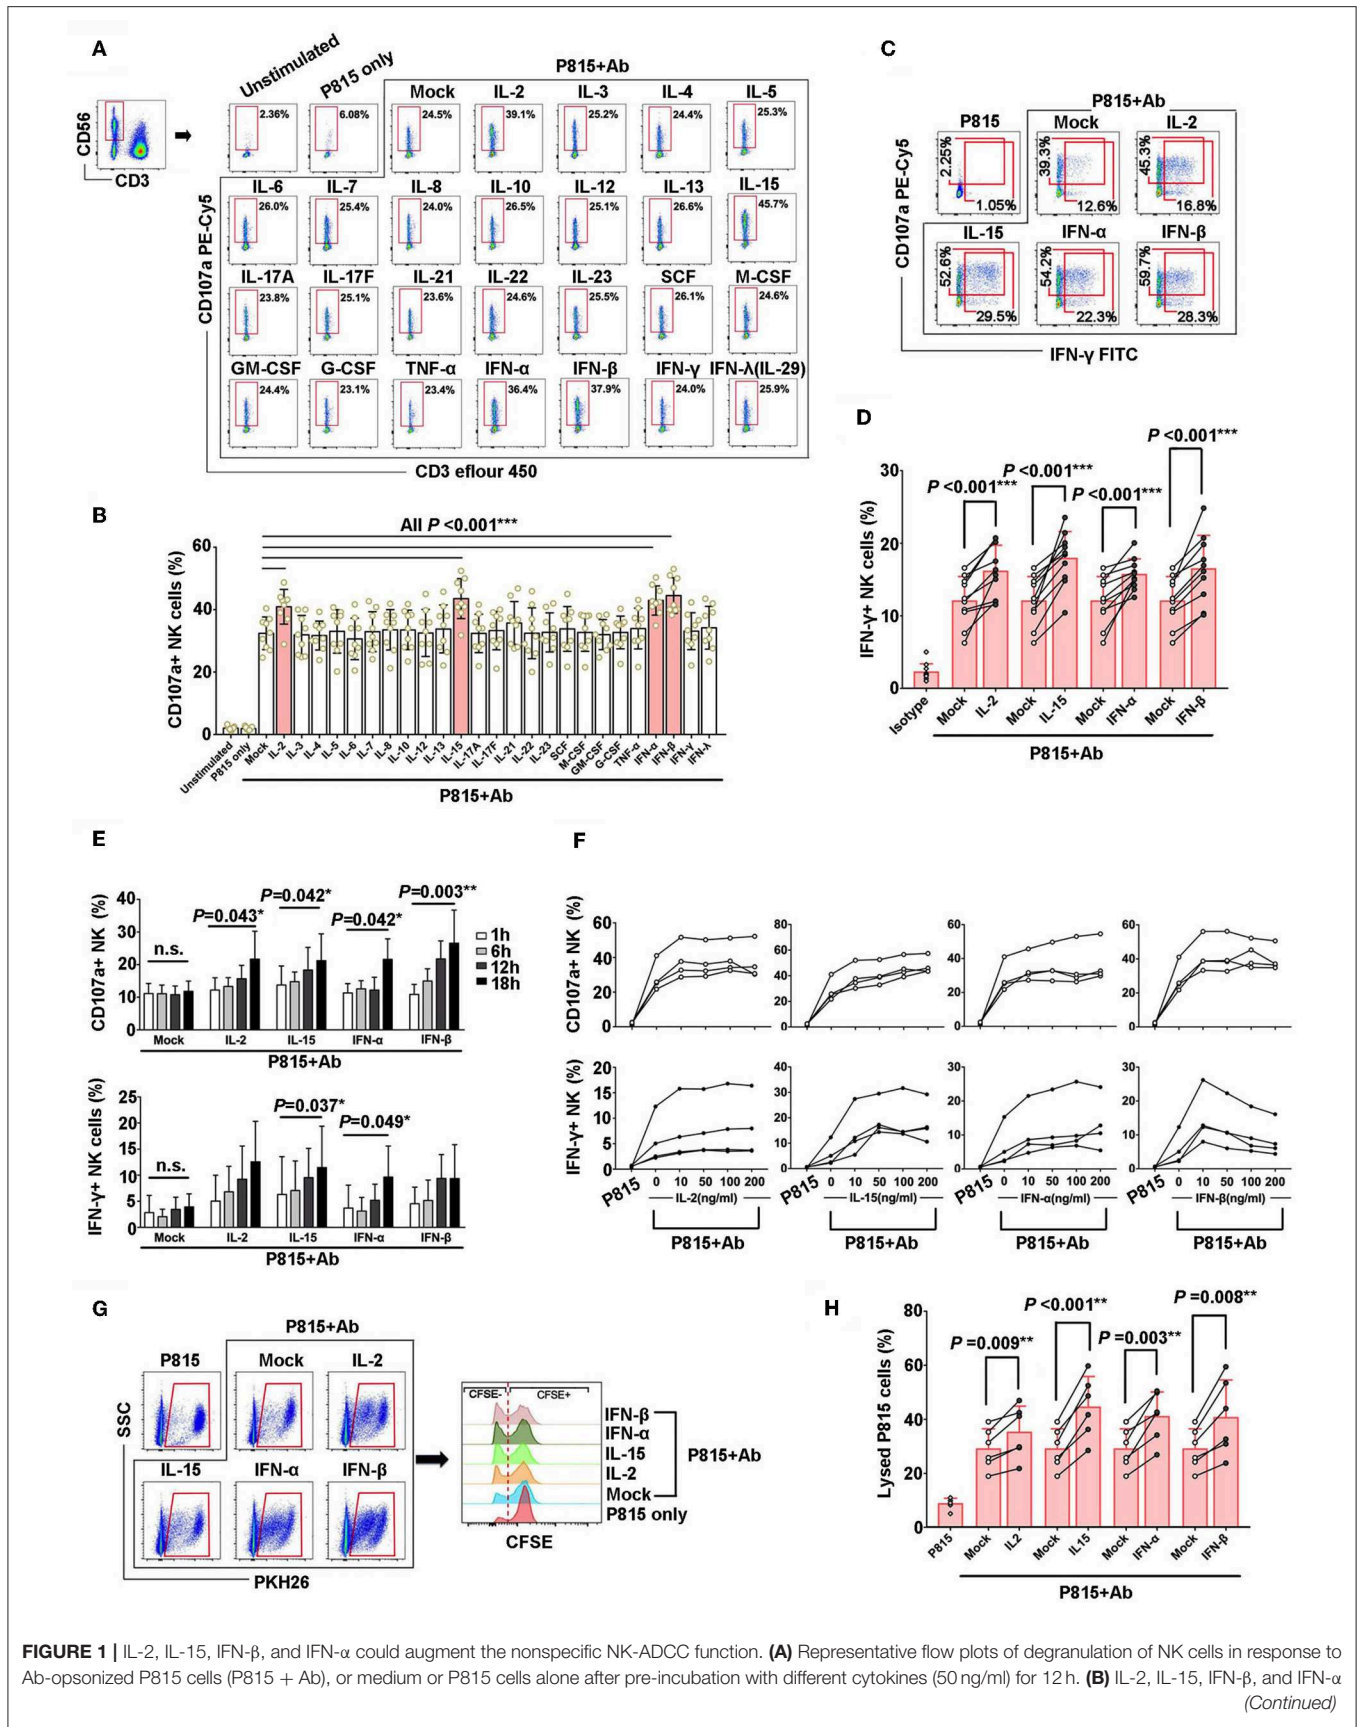 A
Unstimulated
P815 only
P815+Ab
Mock IL-2 IL-3 IL-4 IL-5
CD56
CD3
2.36% 6.08% 24.5% 39.1% 25.2% 24.4% 25.3%
IL-6 IL-7 IL-8 IL-10 IL-12 IL-13 IL-15
26.0% 25.4% 24.0% 26.5% 25.1% 26.6% 45.7%
CD107a PE-Cy5
IL-17A IL-17F IL-21 IL-22 IL-23 SCF M-CSF
23.8% 25.1% 23.6% 24.6% 25.5% 26.1% 24.6%
GM-CSF G-CSF TNF-α IFN-α IFN-β IFN-γ IFN-λ(IL-29)
24.4% 23.1% 23.4% 36.4% 37.9% 24.0% 25.9%
CD3 eflour 450
C
P815+Ab
P815 Mock IL-2
2.25% 39.3% 45.3%
1.05% 12.6% 16.8%
CD107a PE-Cy5
IL-15 IFN-α IFN-β
52.6% 54.2% 59.7%
29.5% 22.3% 28.3%
IFN-γ FITC
B
All P <0.001***
CD107a+ NK cells (%)
60
40
20
0
Unstimulated P815 only Mock IL-2 IL-3 IL-4 IL-5 IL-6 IL-7 IL-8 IL-10 IL-12 IL-13 IL-15 IL-17A IL-17F IL-21 IL-22 IL-23 SCF M-CSF GM-CSF G-CSF TNF-α IFN-α IFN-β IFN-γ IFN-λ
P815+Ab
D
P <0.001***
P <0.001***
P <0.001***
P <0.001***
IFN-γ+ NK cells (%)
30
20
10
0
Isotype Mock IL-2 Mock IL-15 Mock IFN-α Mock IFN-β
P815+Ab
E
CD107a+ NK (%)
40
30
20
10
0
n.s. P=0.043* P=0.042* P=0.042* P=0.003**
1h
6h
12h
18h
Mock IL-2 IL-15 IFN-α IFN-β
P815+Ab
IFN-γ+ NK cells (%)
25
20
15
10
5
0
n.s. P=0.037* P=0.049*
Mock IL-2 IL-15 IFN-α IFN-β
P815+Ab
F
CD107a+ NK (%)
60
40
20
0
P815 0 10 50 100 200
80
60
40
20
0
P815 0 10 50 100 200
60
40
20
0
P815 0 10 50 100 200
60
40
20
0
P815 0 10 50 100 200
IFN-γ+ NK (%)
20
15
10
5
0
P815 0 10 50 100 200
IL-2(ng/ml)
P815+Ab
40
30
20
10
0
P815 0 10 50 100 200
IL-15(ng/ml)
P815+Ab
30
20
10
0
P815 0 10 50 100 200
IFN-α(ng/ml)
P815+Ab
30
20
10
0
P815 0 10 50 100 200
IFN-β(ng/ml)
P815+Ab
G
P815+Ab
P815 Mock IL-2
SSC
IL-15 IFN-α IFN-β
PKH26
CFSE- CFSE+
IFN-β
IFN-α
IL-15
IL-2
Mock
P815 only
P815+Ab
CFSE
H
P =0.009** P <0.001** P =0.003** P =0.008**
Lysed P815 cells (%)
80
60
40
20
0
P815 Mock IL2 Mock IL15 Mock IFN-α Mock IFN-β
P815+Ab
FIGURE 1 | IL-2, IL-15, IFN-β, and IFN-α could augment the nonspecific NK-ADCC function. (A) Representative flow plots of degranulation of NK cells in response to
Ab-opsonized P815 cells (P815 + Ab), or medium or P815 cells alone after pre-incubation with different cytokines (50 ng/ml) for 12 h. (B) IL-2, IL-15, IFN-β, and IFN-α
(Continued)